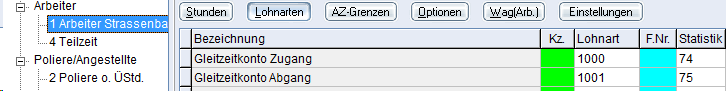 Arbeiter
1 Arbeiter Strassenba
4 Teilzeit
Poliere/Angestellte
2 Poliere o. ÜStd.
Stunden Lohnarten AZ-Grenzen Optionen Wag(Arb.) Einstellungen
Bezeichnung Kz. Lohnart F.Nr. Statistik
Gleitzeitkonto Zugang 1000 74
Gleitzeitkonto Abgang 1001 75